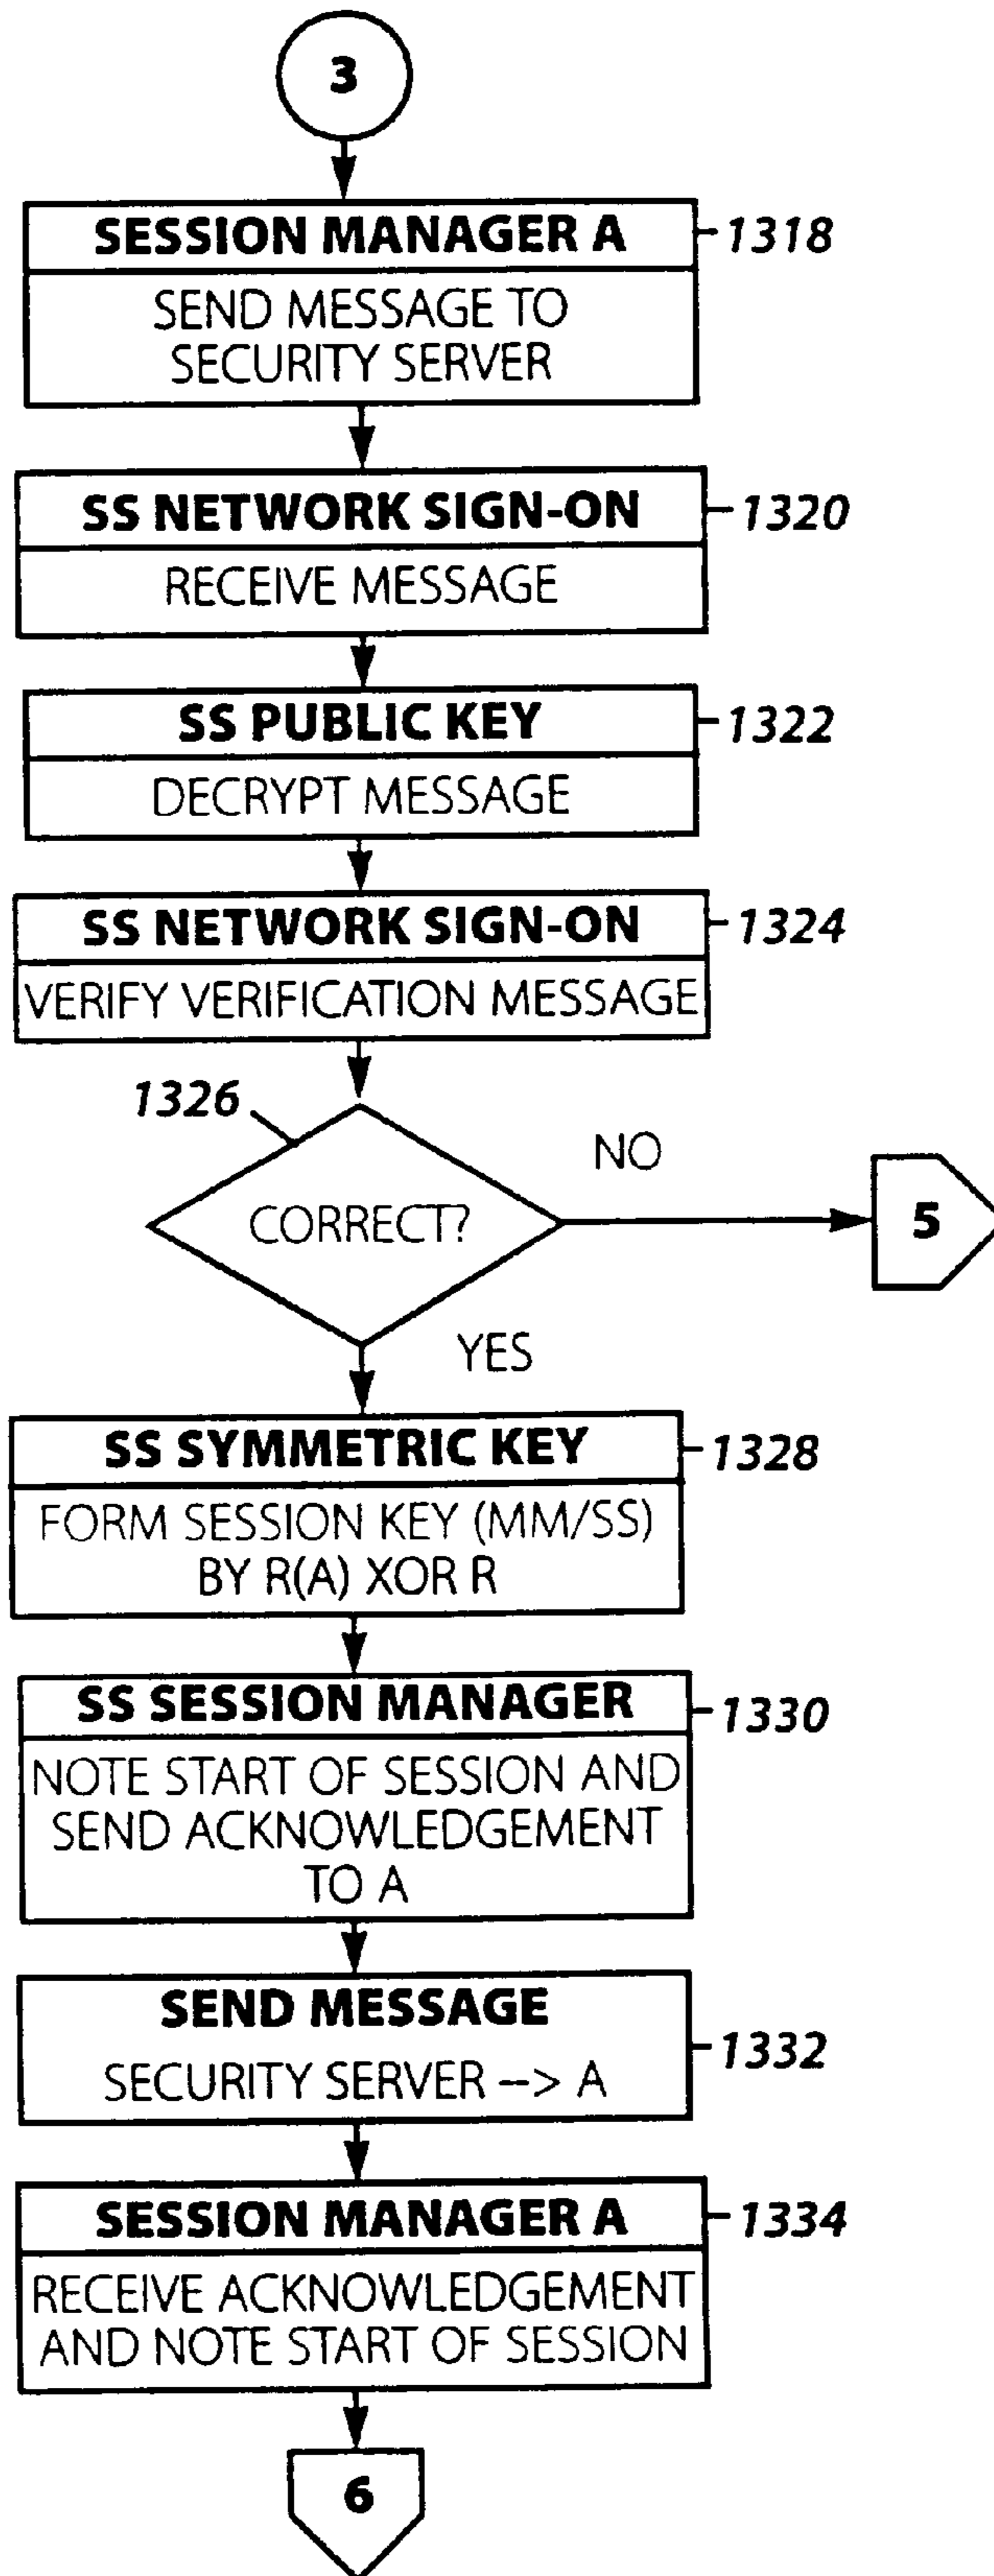 3
SESSION MANAGER A
1318
SEND MESSAGE TO
SECURITY SERVER
SS NETWORK SIGN-ON
1320
RECEIVE MESSAGE
SS PUBLIC KEY
1322
DECRYPT MESSAGE
SS NETWORK SIGN-ON
1324
VERIFY VERIFICATION MESSAGE
1326
NO
CORRECT?
5
YES
SS SYMMETRIC KEY
1328
FORM SESSION KEY (MM/SS)
BY R(A) XOR R
SS SESSION MANAGER
1330
NOTE START OF SESSION AND
SEND ACKNOWLEDGEMENT
TO A
SEND MESSAGE
1332
SECURITY SERVER --> A
SESSION MANAGER A
1334
RECEIVE ACKNOWLEDGEMENT
AND NOTE START OF SESSION
6